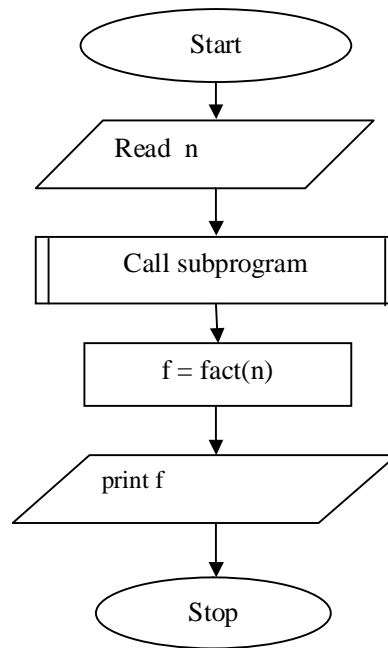 Start
Read n
Call subprogram
f = fact(n)
print f
Stop